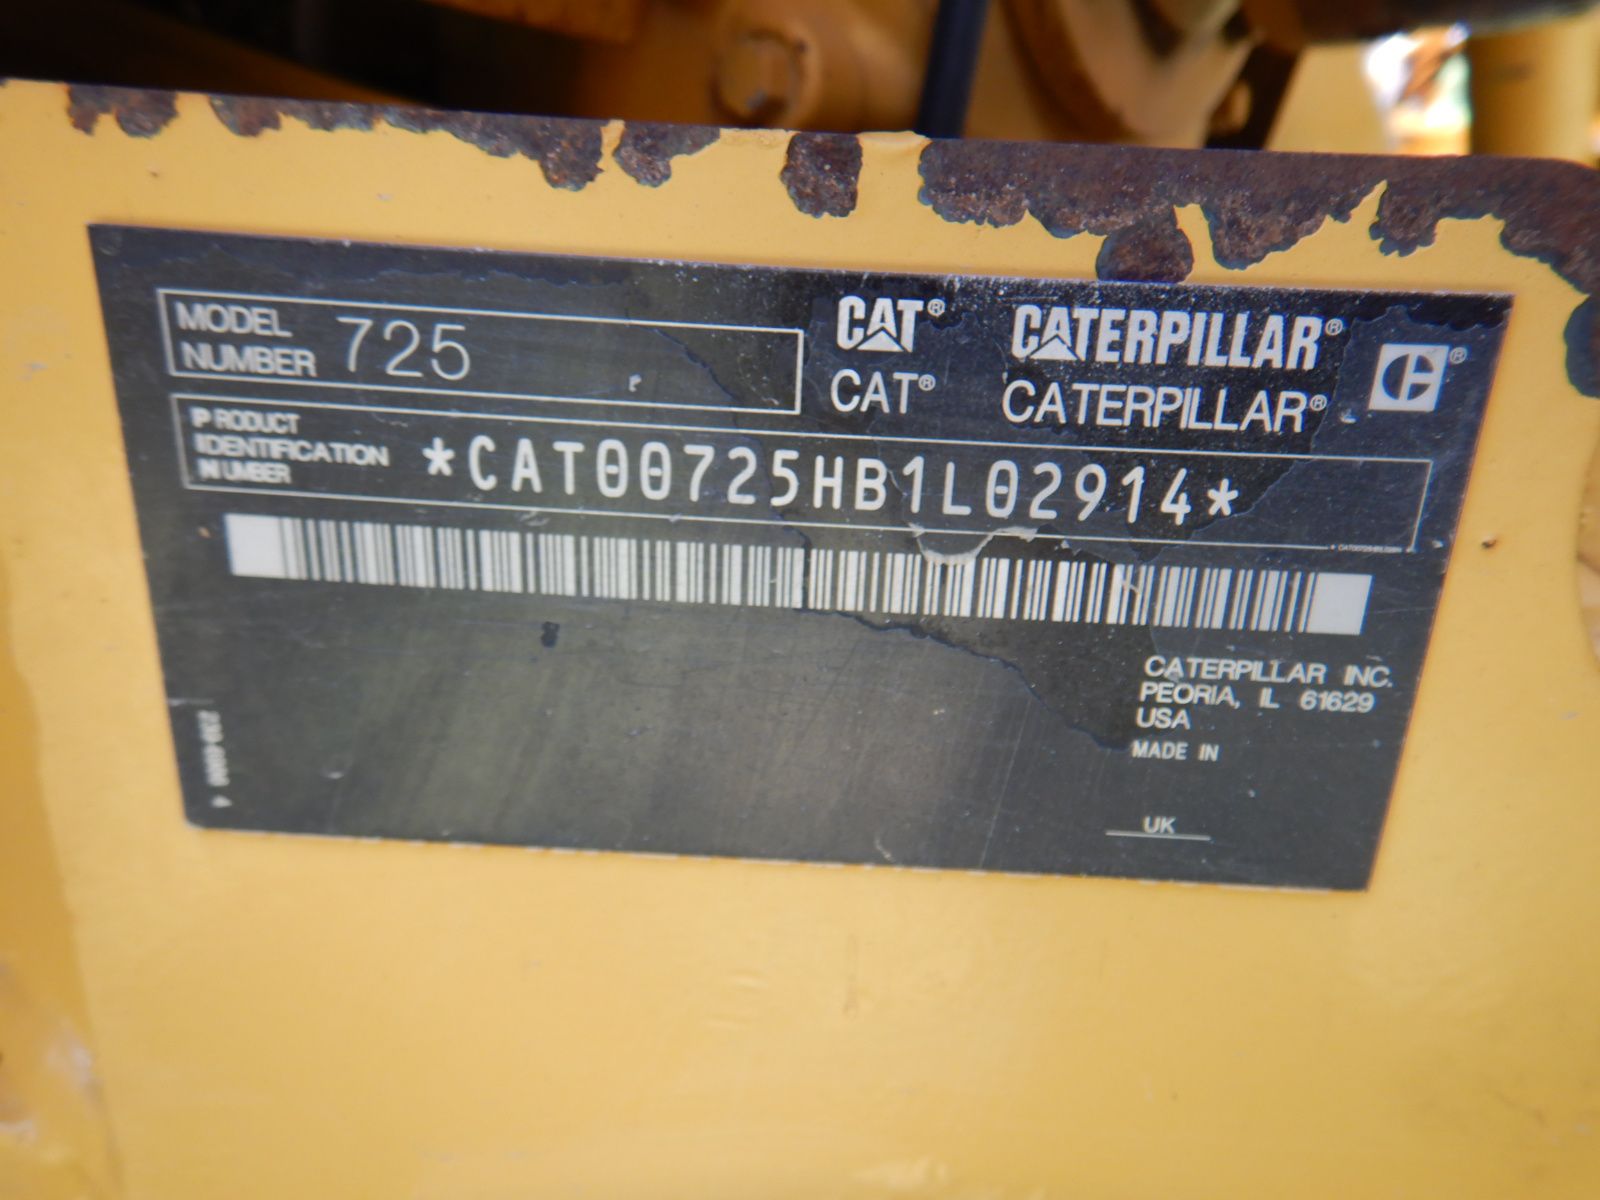 MODEL NUMBER 725
CAT® CATERPILLAR®
CAT® CATERPILLAR®
PRODUCT
IDENTIFICATION
NUMBER
*CAT00725HB1L02914*
CATERPILLAR INC.
PEORIA, IL 61629
USA
MADE IN
UK